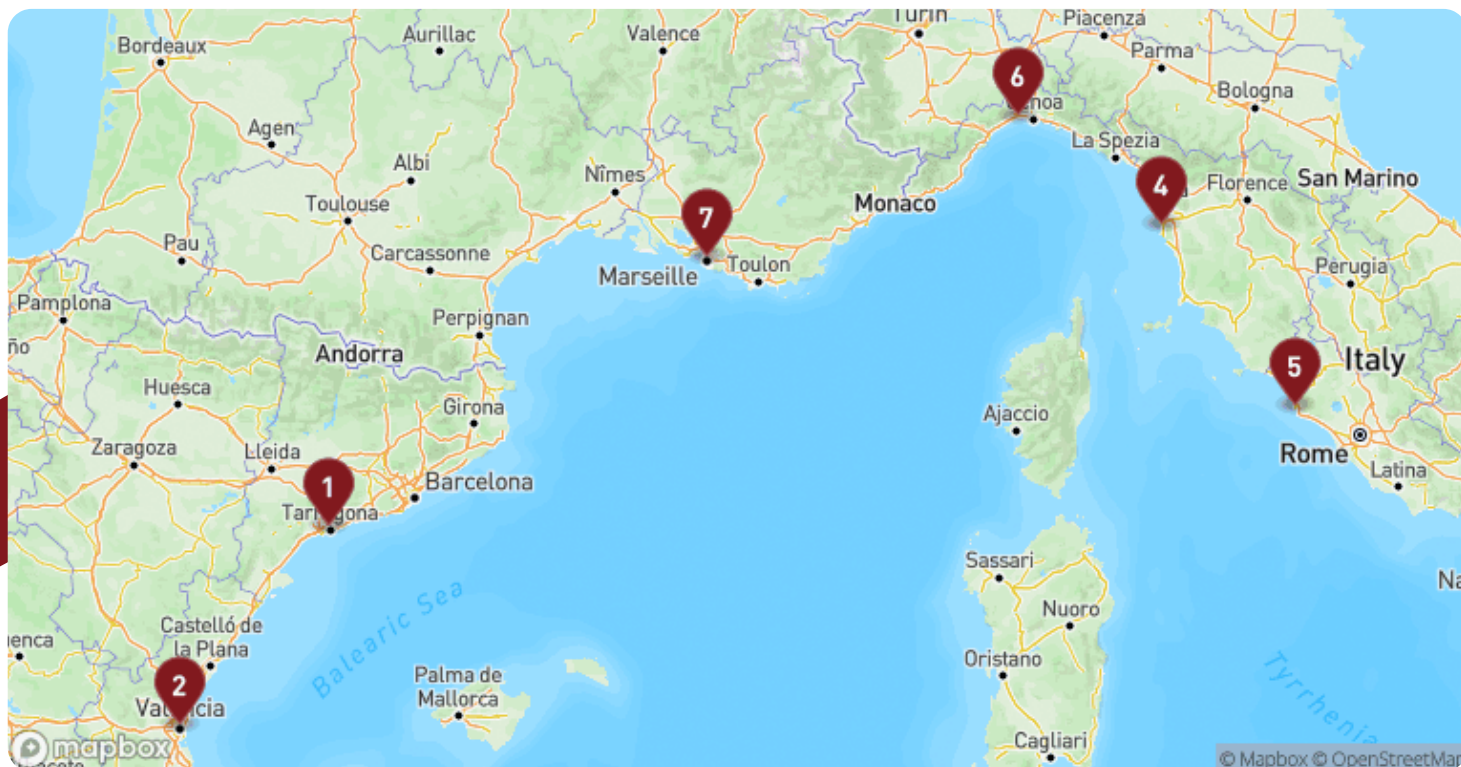 Turin
Piacenza
Aurillac
Valence
Bordeaux
Parma
6
Bologna
Agen
La Spezia
Albi
Nîmes
4
Florence
San Marino
Toulouse
Monaco
7
Pau
Carcassonne
Marseille
Toulon
Perugia
Pamplona
Perpignan
Andorra
5
Italy
Huesca
Girona
Ajaccio
Zaragoza
Lleida
Rome
Latina
1
Barcelona
Tarragona
Sassari
Balearic Sea
Nuoro
Castelló de
la Plana
Oristano
Palma de
Mallorca
2
Cagliari
mapbox
© Mapbox © OpenStreetMap